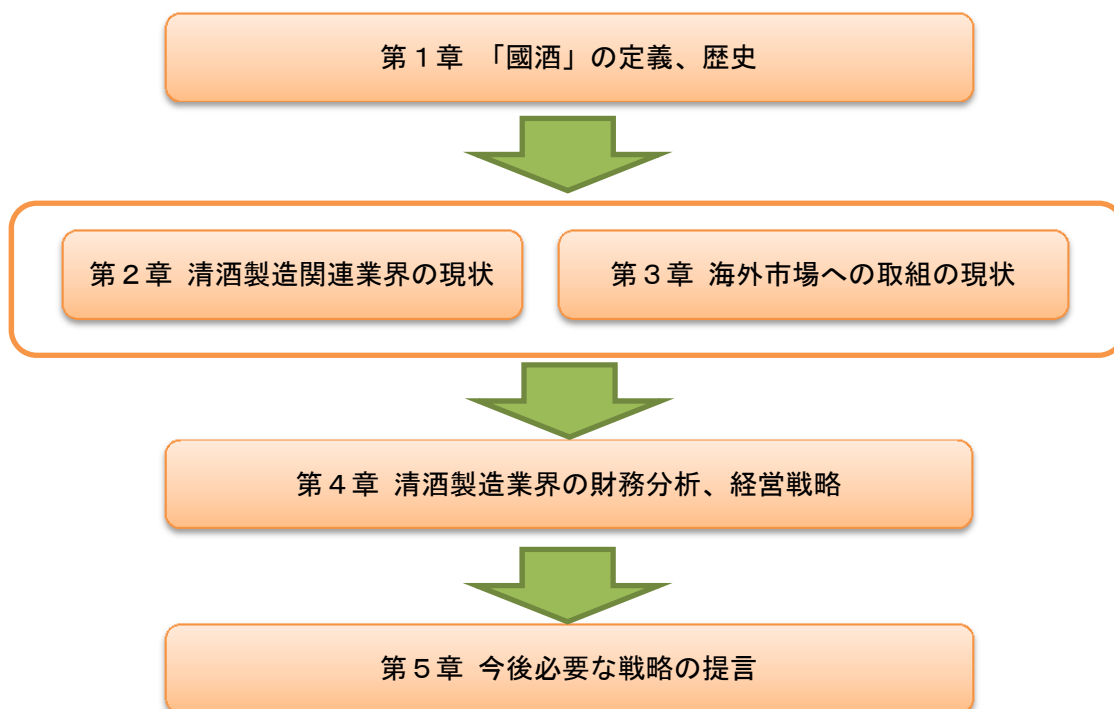 第１章 「國酒」の定義、歴史
第２章 清酒製造関連業界の現状
第３章 海外市場への取組の現状
第４章 清酒製造業界の財務分析、経営戦略
第５章 今後必要な戦略の提言